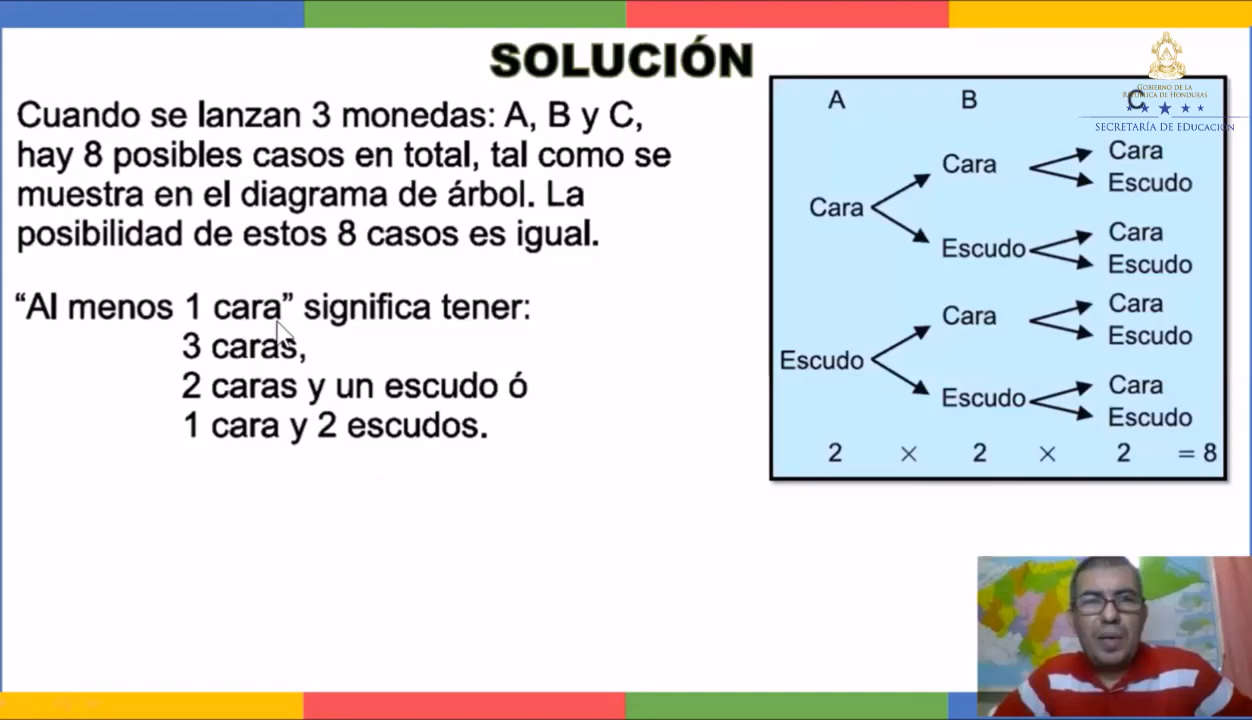 SOLUCIÓN
Cuando se lanzan 3 monedas: A, B y C,
hay 8 posibles casos en total, tal como se
muestra en el diagrama de árbol. La
posibilidad de estos 8 casos es igual.
“Al menos 1 cara” significa tener:
3 caras,
2 caras y un escudo ó
1 cara y 2 escudos.
A B C
GOBIERNO DE LA
REPÚBLICA DE HONDURAS
SECRETARÍA DE EDUCACIÓN
Cara
Cara
Escudo
Cara
Cara
Escudo
Cara
Escudo
Cara
Cara
Escudo
Escudo
Escudo
Cara
Escudo
2 × 2 × 2 = 8